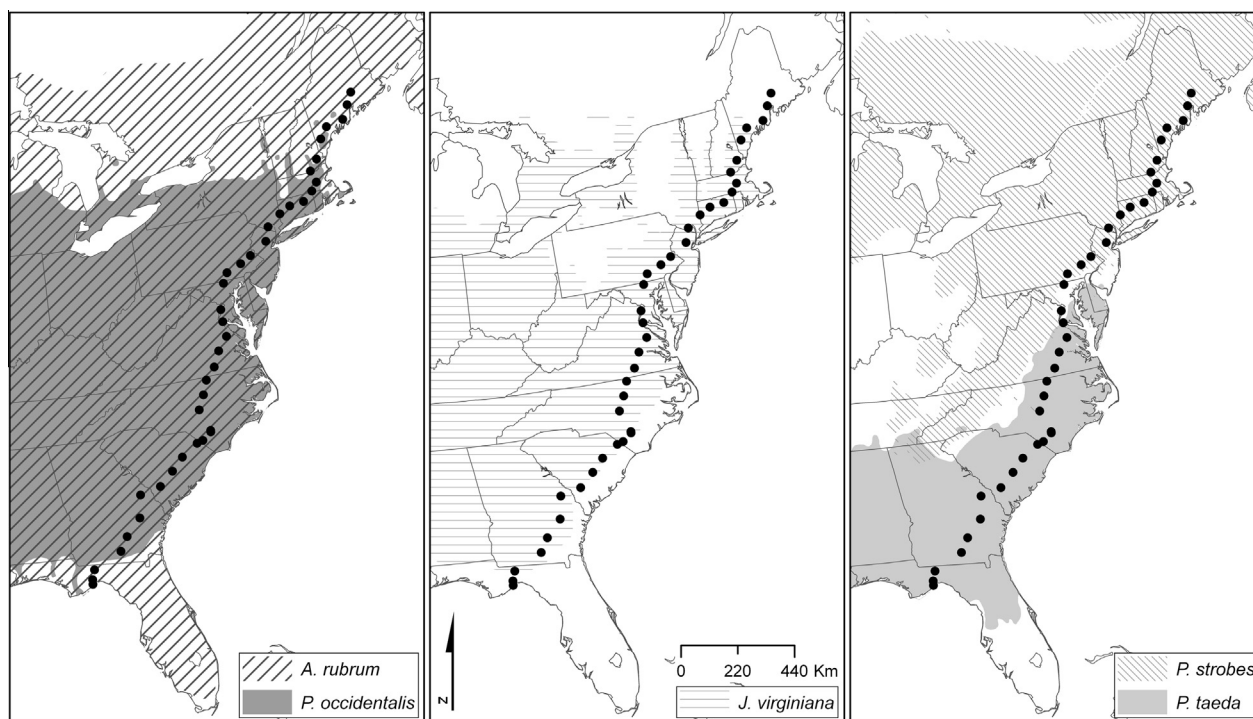 A. rubrum
P. occidentalis
N
0 220 440 Km
J. virginiana
P. strobes
P. taeda